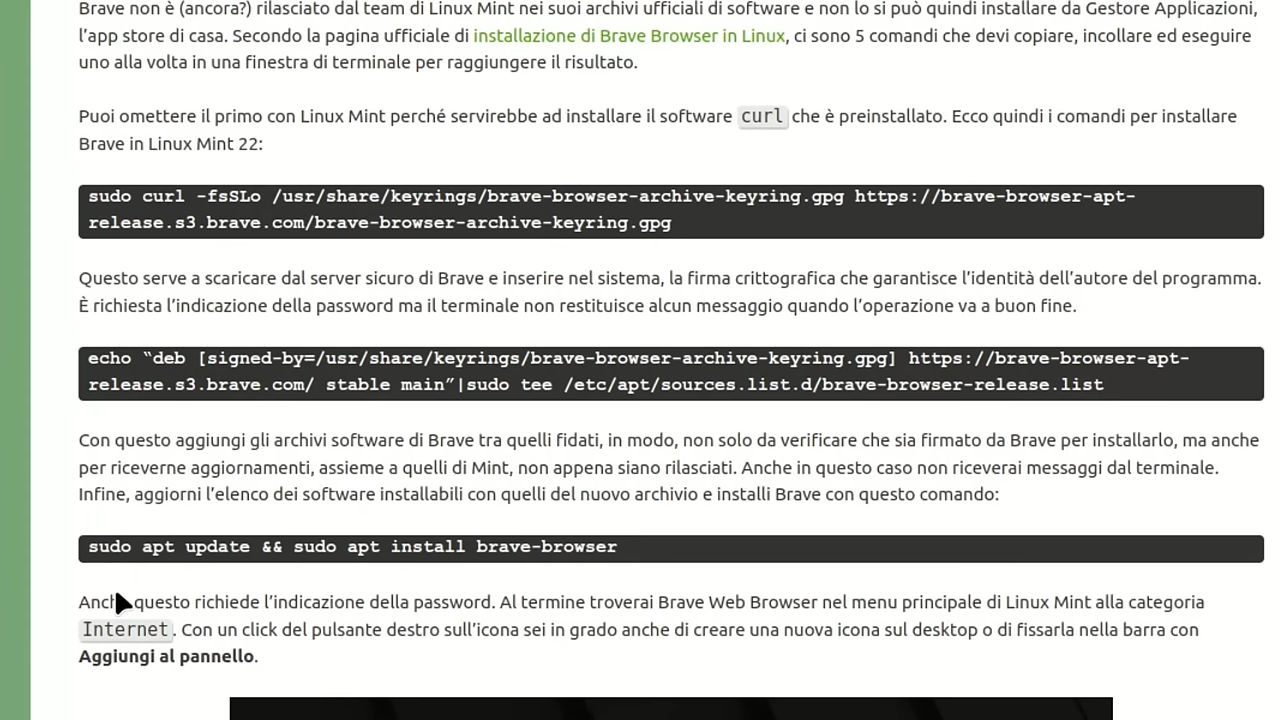 Brave non è (ancora?) rilasciato dal team di Linux Mint nei suoi archivi ufficiali di software e non lo si può quindi installare da Gestore Applicazioni,
l’app store di casa. Secondo la pagina ufficiale di installazione di Brave Browser in Linux, ci sono 5 comandi che devi copiare, incollare ed eseguire
uno alla volta in una finestra di terminale per raggiungere il risultato.
Puoi omettere il primo con Linux Mint perché servirebbe ad installare il software curl che è preinstallato. Ecco quindi i comandi per installare
Brave in Linux Mint 22:
sudo curl -fsSLo /usr/share/keyrings/brave-browser-archive-keyring.gpg https://brave-browser-apt-
release.s3.brave.com/brave-browser-archive-keyring.gpg
Questo serve a scaricare dal server sicuro di Brave e inserire nel sistema, la firma crittografica che garantisce l’identità dell’autore del programma.
È richiesta l’indicazione della password ma il terminale non restituisce alcun messaggio quando l’operazione va a buon fine.
echo “deb [signed-by=/usr/share/keyrings/brave-browser-archive-keyring.gpg] https://brave-browser-apt-
release.s3.brave.com/ stable main”|sudo tee /etc/apt/sources.list.d/brave-browser-release.list
Con questo aggiungi gli archivi software di Brave tra quelli fidati, in modo, non solo da verificare che sia firmato da Brave per installarlo, ma anche
per riceverne aggiornamenti, assieme a quelli di Mint, non appena siano rilasciati. Anche in questo caso non riceverai messaggi dal terminale.
Infine, aggiorni l’elenco dei software installabili con quelli del nuovo archivio e installi Brave con questo comando:
sudo apt update && sudo apt install brave-browser
Anche questo richiede l’indicazione della password. Al termine troverai Brave Web Browser nel menu principale di Linux Mint alla categoria
Internet. Con un click del pulsante destro sull’icona sei in grado anche di creare una nuova icona sul desktop o di fissarla nella barra con
Aggiungi al pannello.